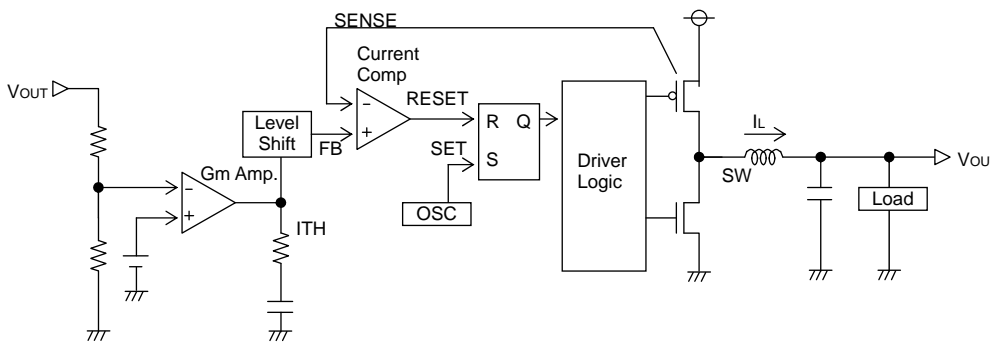 SENSE
Current
Comp
VOUT
RESET
Level
Shift
FB
R Q
S
SET
Gm Amp.
Driver
Logic
IL
SW
VOU
OSC
Load
ITH
- +
- +